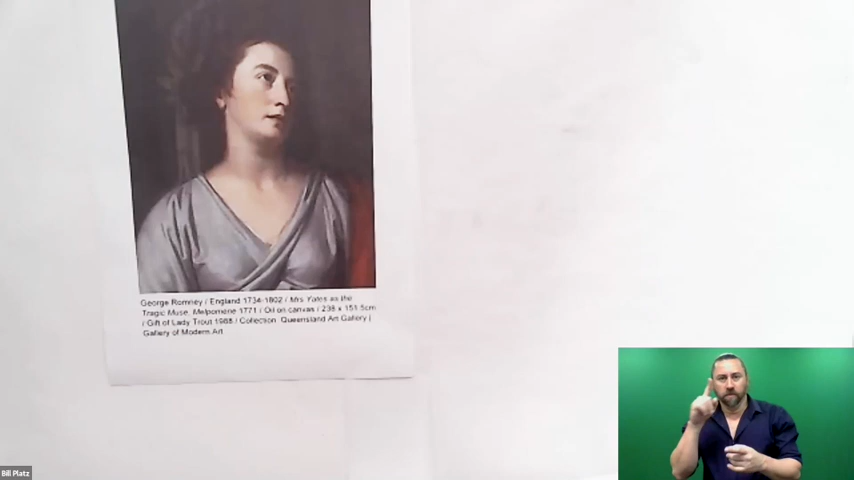 George Romney / England 1734-1802 / Mrs Yates as the
Tragic Muse, Melpomene 1771 / Oil on canvas / 238 x 151.5cm
/ Gift of Lady Trout 1988 / Collection: Queensland Art Gallery |
Gallery of Modern Art
Bill Platz